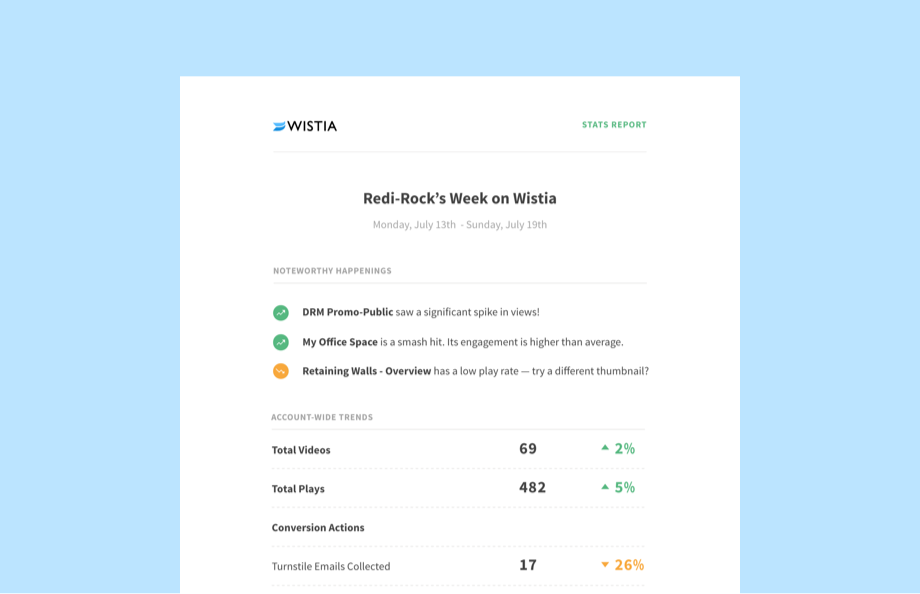 WISTIA
STATS REPORT
Redi-Rock’s Week on Wistia
Monday, July 13th - Sunday, July 19th
NOTEWORTHY HAPPENINGS
DRM Promo-Public saw a significant spike in views!
My Office Space is a smash hit. Its engagement is higher than average.
Retaining Walls - Overview has a low play rate — try a different thumbnail?
ACCOUNT-WIDE TRENDS
Total Videos 69 2%
Total Plays 482 5%
Conversion Actions
Turnstile Emails Collected 17 26%